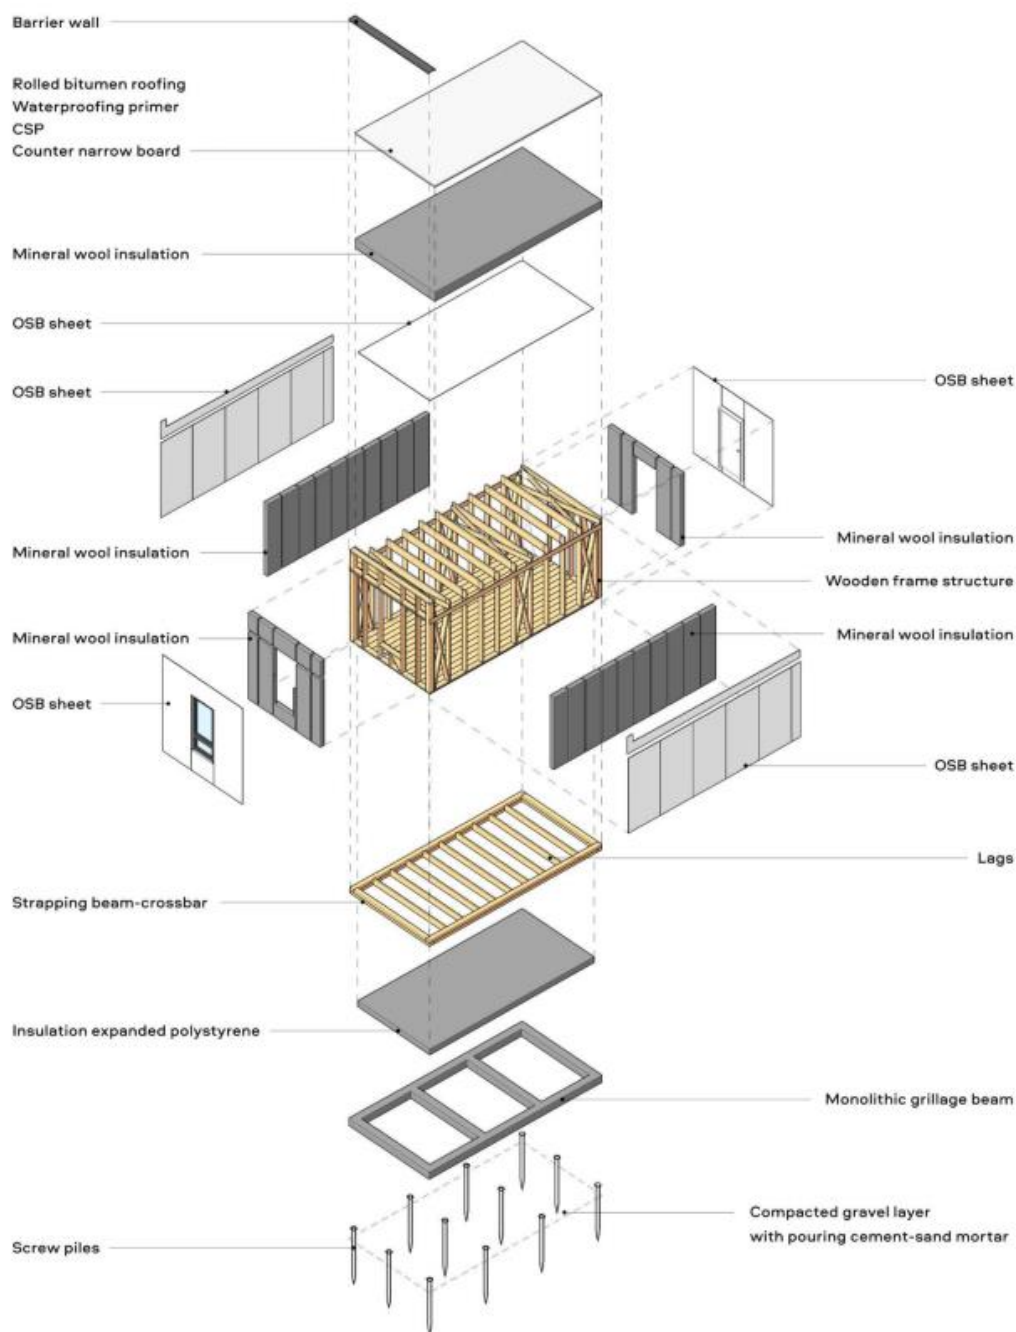 Barrier wall
Rolled bitumen roofing
Waterproofing primer
CSP
Counter narrow board
Mineral wool insulation
OSB sheet
OSB sheet
OSB sheet
Mineral wool insulation
Mineral wool insulation
Wooden frame structure
Mineral wool insulation
Mineral wool insulation
OSB sheet
OSB sheet
Lags
Strapping beam-crossbar
Insulation expanded polystyrene
Monolithic grillage beam
Compacted gravel layer
with pouring cement-sand mortar
Screw piles